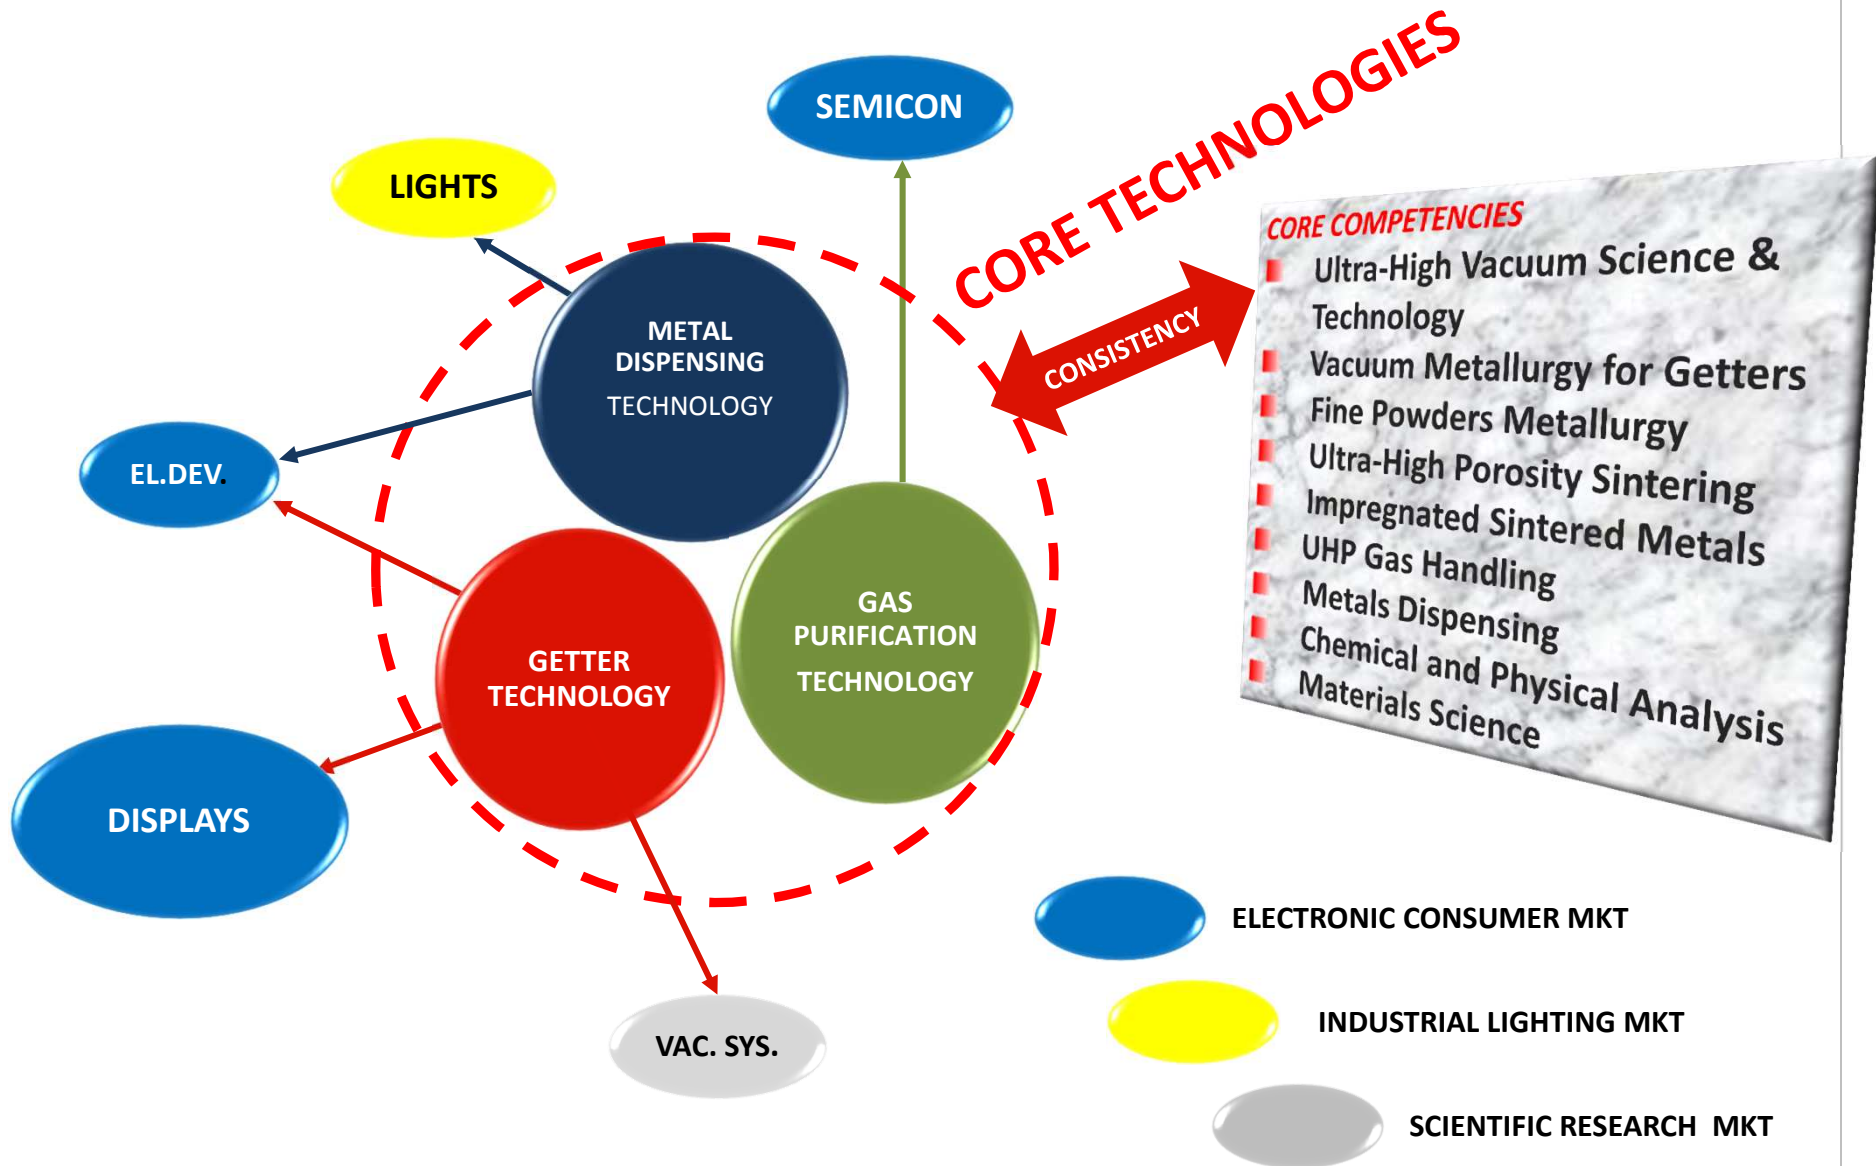 SEMICON
CORE TECHNOLOGIES
LIGHTS
CORE COMPETENCIES
Ultra-High Vacuum Science &
Technology
Vacuum Metallurgy for Getters
Fine Powders Metallurgy
Ultra-High Porosity Sintering
Impregnated Sintered Metals
UHP Gas Handling
Metals Dispensing
Chemical and Physical Analysis
Materials Science
CONSISTENCY
METAL
DISPENSING
TECHNOLOGY
EL.DEV.
GAS
PURIFICATION
TECHNOLOGY
GETTER
TECHNOLOGY
DISPLAYS
VAC. SYS.
ELECTRONIC CONSUMER MKT
INDUSTRIAL LIGHTING MKT
SCIENTIFIC RESEARCH MKT